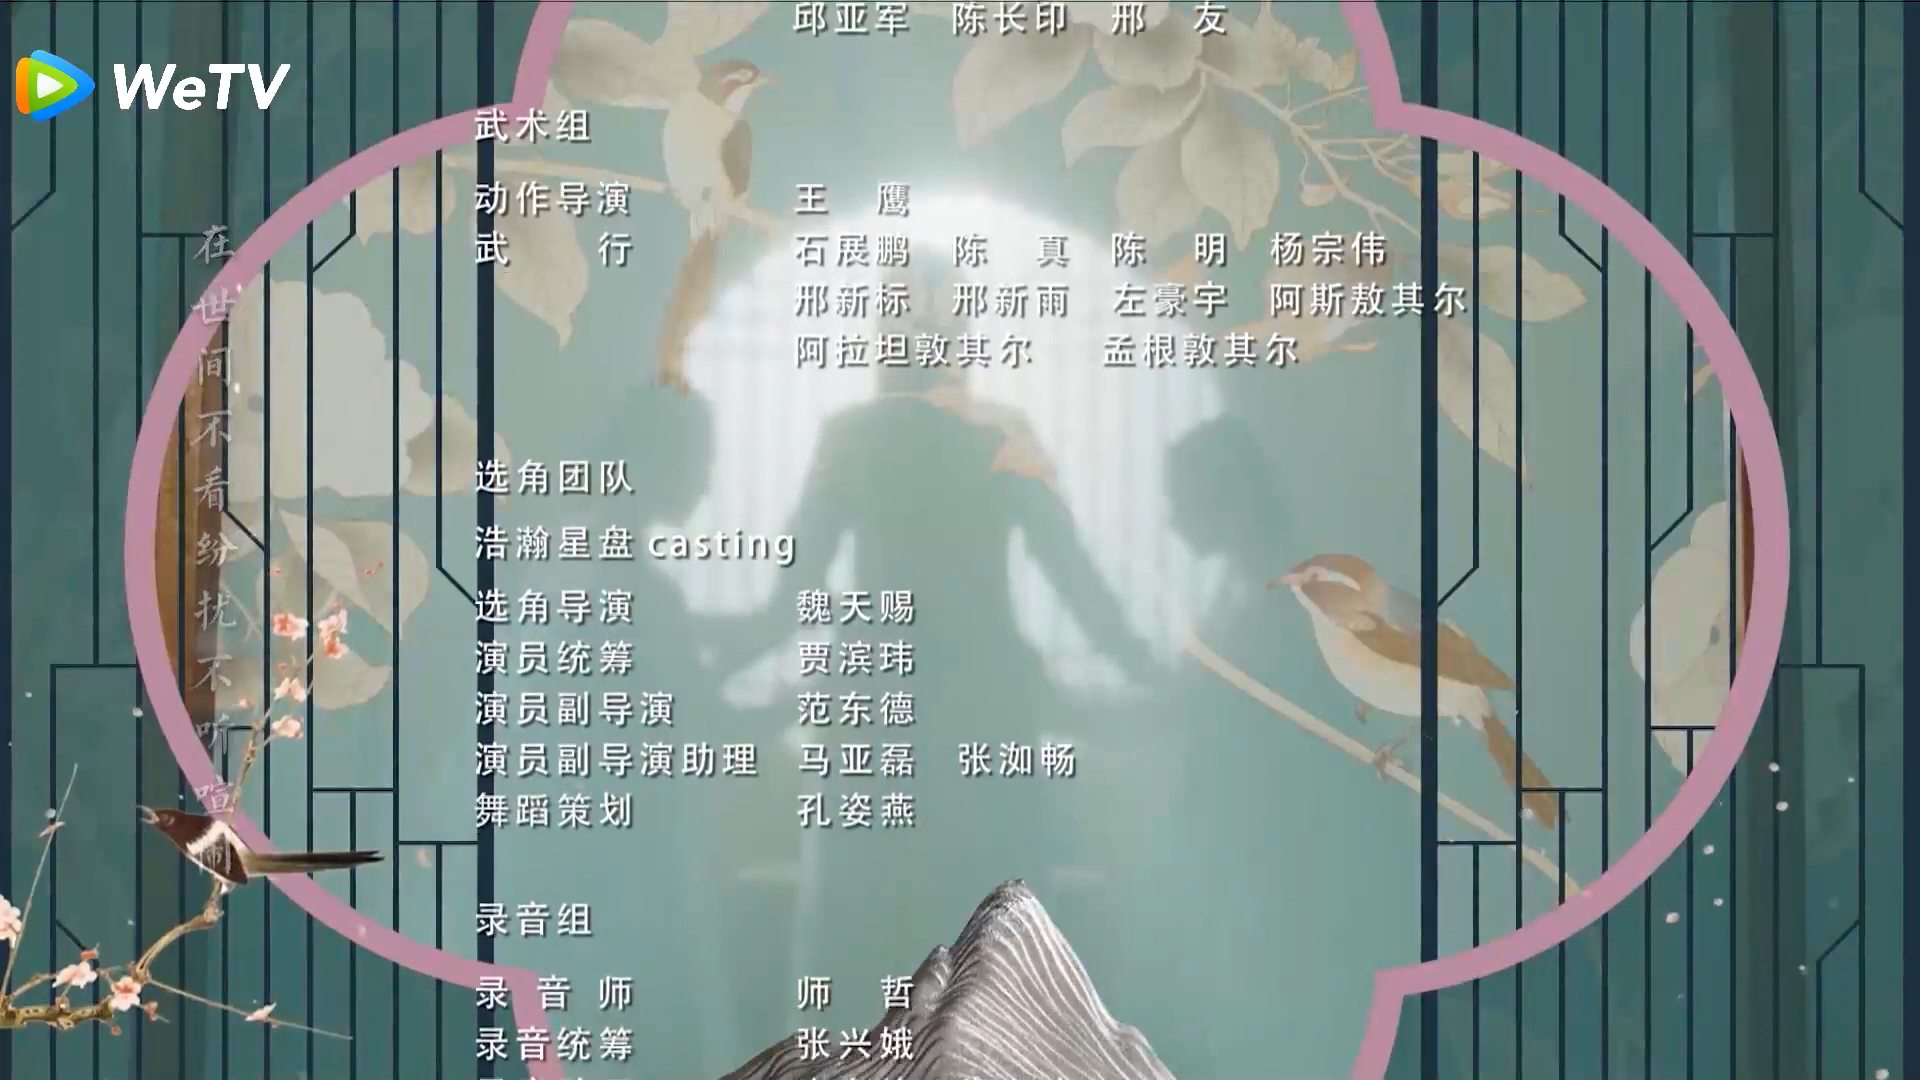 WeTV
邱亚军 陈长印 邢 友
武术组
动作导演 王 鹰
武 行 石展鹏 陈 真 陈 明 杨宗伟
邢新标 邢新雨 左豪宇 阿斯敖其尔
阿拉坦敦其尔 孟根敦其尔
选角团队
浩瀚星盘 casting
选角导演 魏天赐
演员统筹 贾滨玮
演员副导演 范东德
演员副导演助理 马亚磊 张洳畅
舞蹈策划 孔姿燕
录音组
录 音 师 师 哲
录音统筹 张兴娥
在世间不看纷扰不听喧闹